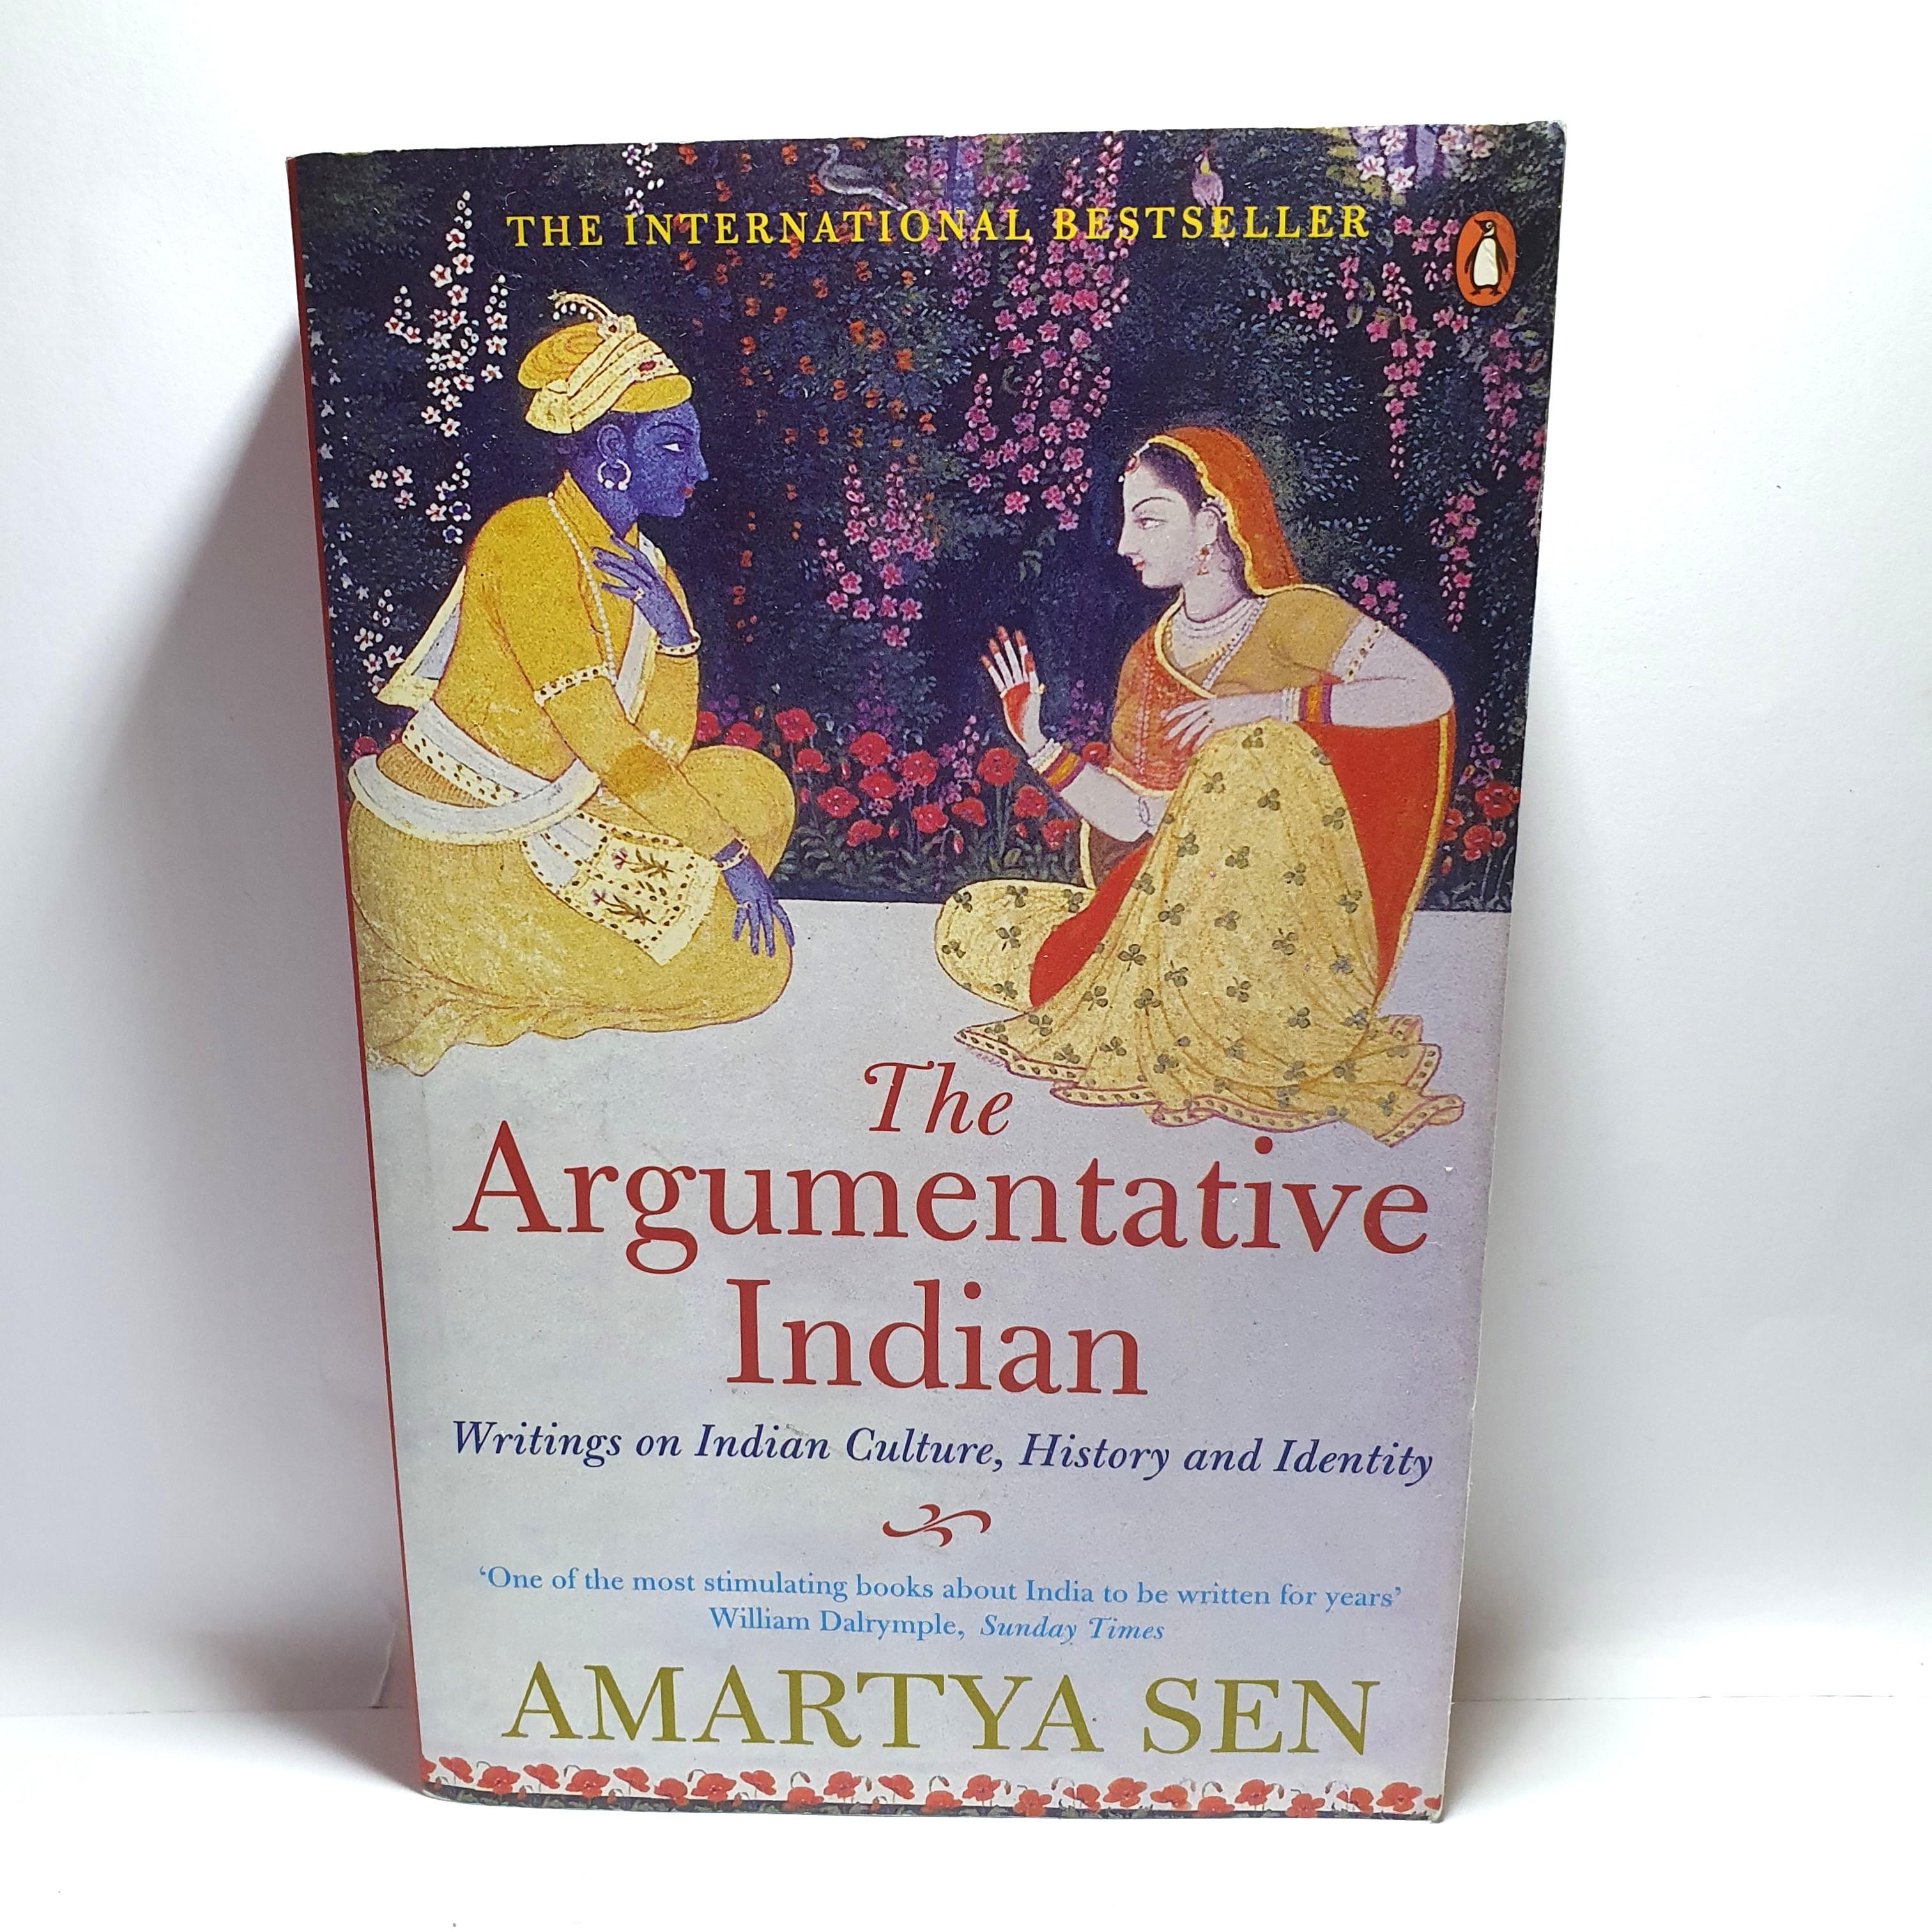 THE INTERNATIONAL BESTSELLER
The
Argumentative
Indian
Writings on Indian Culture, History and Identity
‘One of the most stimulating books about India to be written for years’
William Dalrymple, Sunday Times
AMARTYA SEN